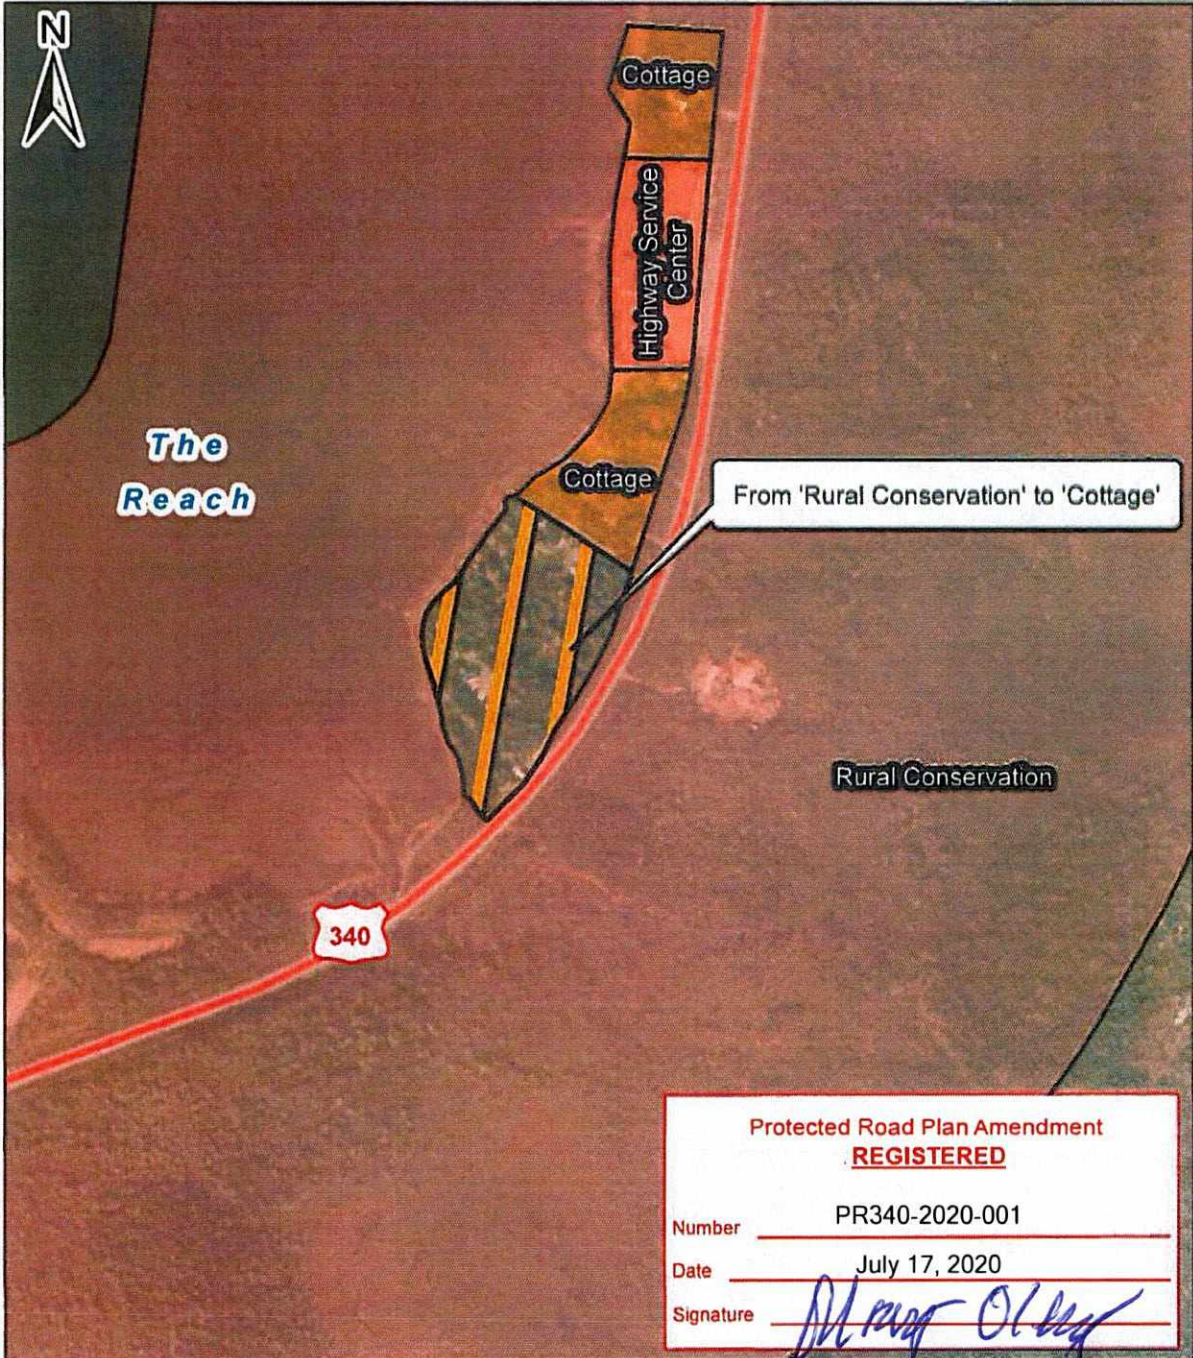 N
Cottage
Highway Service
Center
The
Reach
Cottage
From 'Rural Conservation' to 'Cottage'
Rural Conservation
340
Protected Road Plan Amendment
REGISTERED
Number PR340-2020-001
Date July 17, 2020
Signature